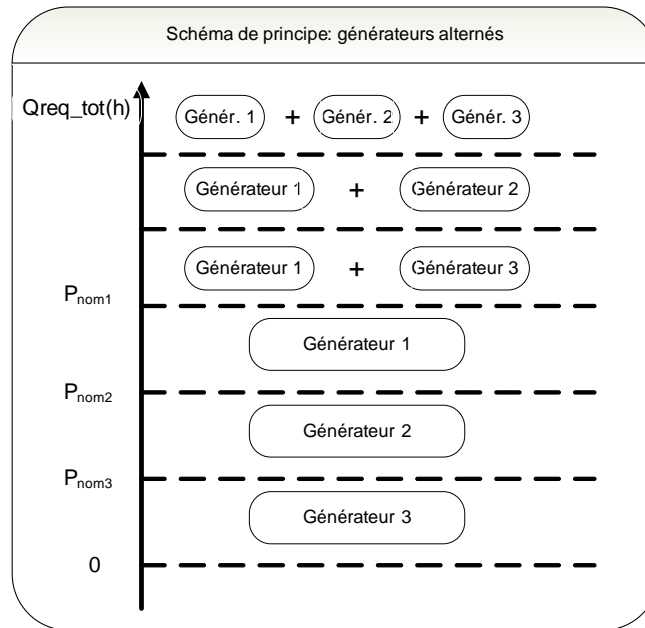 Schéma de principe: générateurs alternés
Qreq_tot(h)
Génér. 1 + Génér. 2 + Génér. 3
Générateur 1 + Générateur 2
Générateur 1 + Générateur 3
Pnom1
Générateur 1
Pnom2
Générateur 2
Pnom3
Générateur 3
0